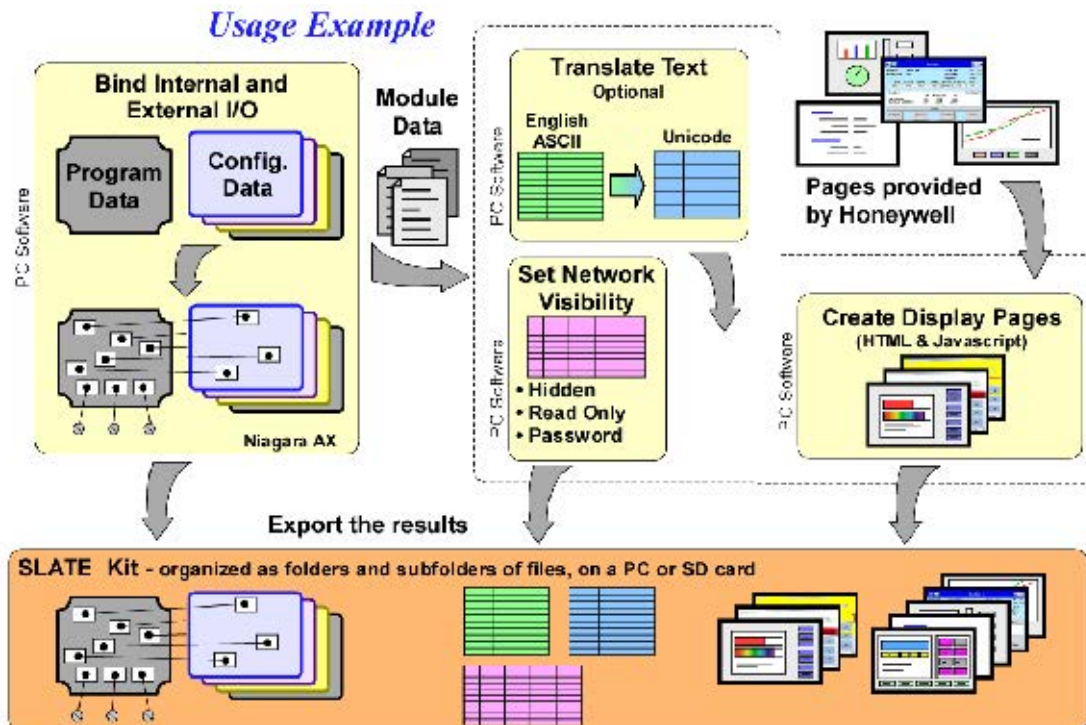 Usage Example
Bind Internal and
External I/O
Program
Data
Config.
Data
PC Software
Niagara AX
Module
Data
Translate Text
Optional
English
ASCII
Unicode
PC Software
Set Network
Visibility
• Hidden
• Read Only
• Password
PC Software
Pages provided
by Honeywell
Create Display Pages
(HTML & Javascript)
PC Software
Export the results
SLATE Kit - organized as folders and subfolders of files, on a PC or SD card